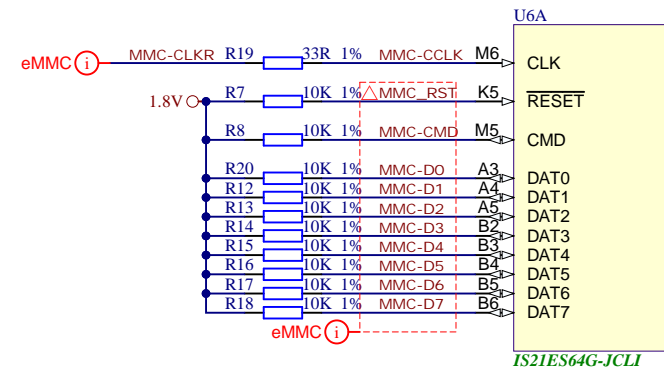 U6A
eMMC i MMC-CLKR R19 33R 1% MMC-CCLK M6 CLK
1.8V R7 10K 1% MMC_RST K5 RESET
R8 10K 1% MMC-CMD M5 CMD
R20 10K 1% MMC-D0 A3 DAT0
R12 10K 1% MMC-D1 A4 DAT1
R13 10K 1% MMC-D2 A5 DAT2
R14 10K 1% MMC-D3 B2 DAT3
R15 10K 1% MMC-D4 B3 DAT4
R16 10K 1% MMC-D5 B4 DAT5
R17 10K 1% MMC-D6 B5 DAT6
R18 10K 1% MMC-D7 B6 DAT7
eMMC i
IS21ES64G-JCLI